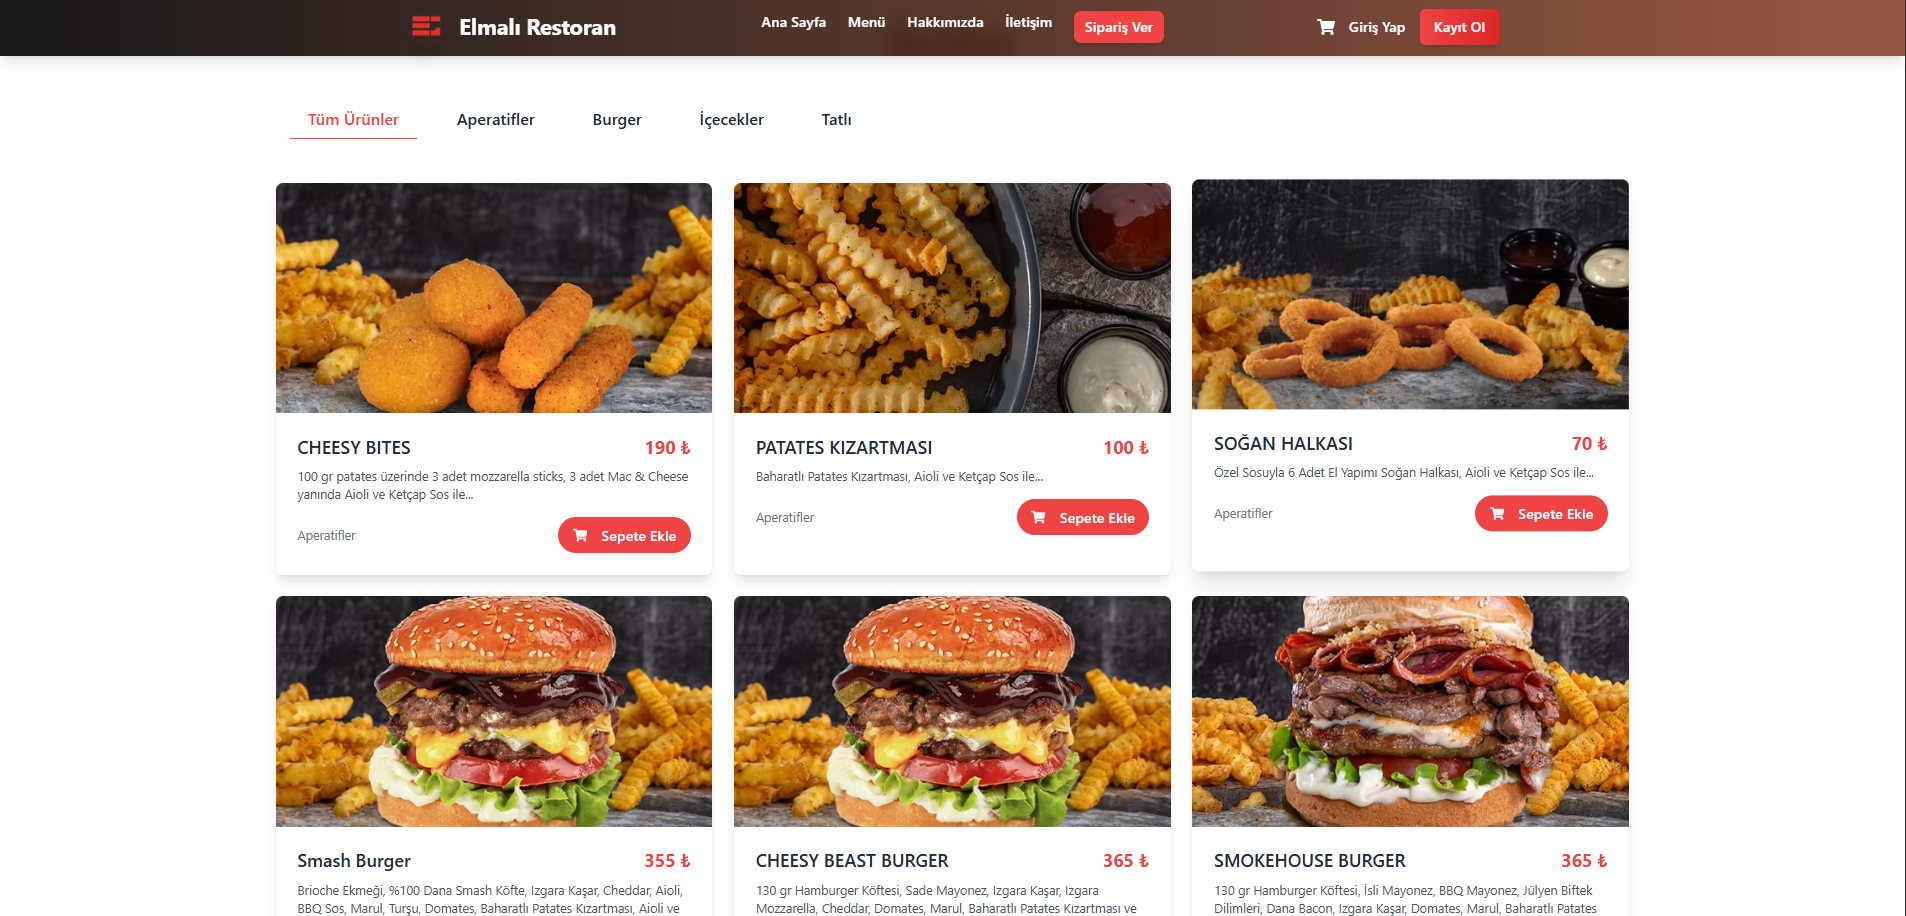 Elmalı Restoran
Ana Sayfa
Menü
Hakkımızda
İletişim
Sipariş Ver
Giriş Yap
Kayıt Ol
Tüm Ürünler
Aperatifler
Burger
İçecekler
Tatlı
CHEESY BITES
190 ₺
100 gr patates üzerinde 3 adet mozzarella sticks, 3 adet Mac & Cheese
yanında Aioli ve Ketçap Sos ile...
Aperatifler
Sepete Ekle
PATATES KIZARTMASI
100 ₺
Baharatlı Patates Kızartması, Aioli ve Ketçap Sos ile...
Aperatifler
Sepete Ekle
SOĞAN HALKASI
70 ₺
Özel Sosuyla 6 Adet El Yapımı Soğan Halkası, Aioli ve Ketçap Sos ile...
Aperatifler
Sepete Ekle
Smash Burger
355 ₺
Brioche Ekmeği, %100 Dana Smash Köfte, Izgara Kaşar, Cheddar, Aioli,
BBQ Sos, Marul, Turşu, Domates, Baharatlı Patates Kızartması, Aioli ve
CHEESY BEAST BURGER
365 ₺
130 gr Hamburger Köftesi, Sade Mayonez, Izgara Kaşar, Izgara
Mozzarella, Cheddar, Domates, Marul, Baharatlı Patates Kızartması ve
SMOKEHOUSE BURGER
365 ₺
130 gr Hamburger Köftesi, İsli Mayonez, BBQ Mayonez, Jülyen Biftek
Dilimleri, Dana Bacon, Izgara Kaşar, Domates, Marul, Baharatlı Patates